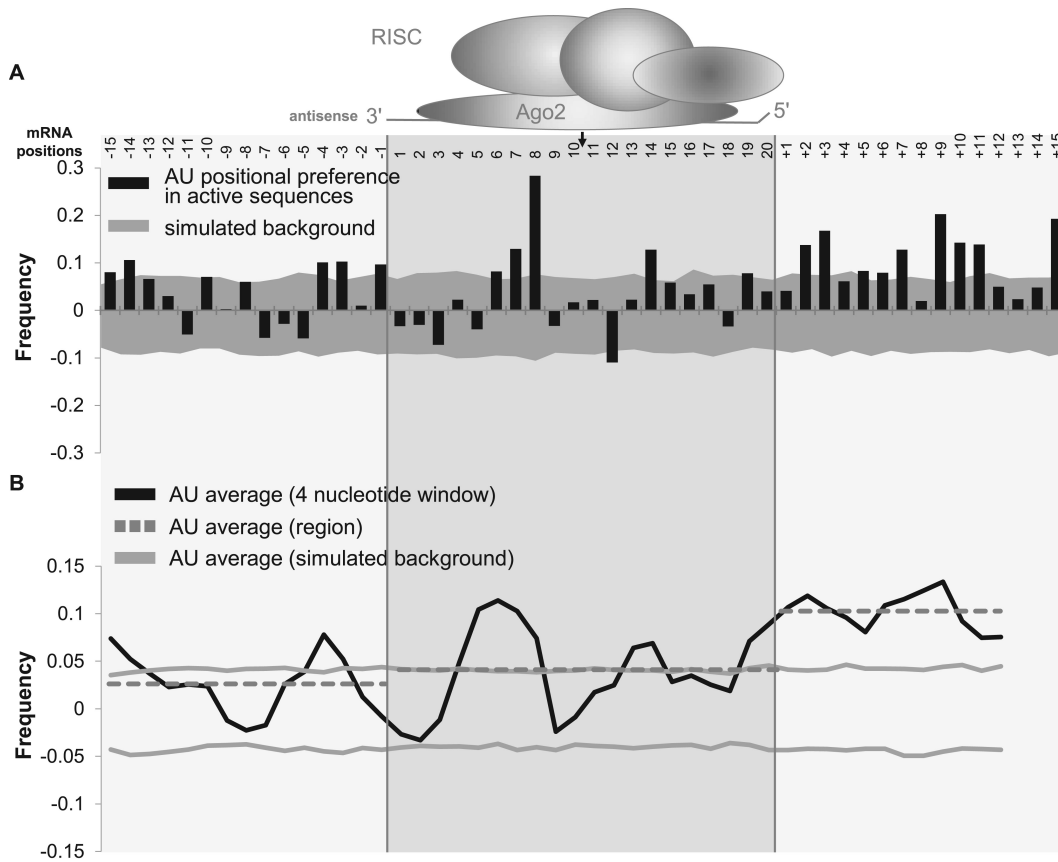 RISC
A
Ago2
antisense 3' 5'
mRNA
positions
-15 -14 -13 -12 -11 -10 -9 -8 -7 -6 -5 -4 -3 -2 -1 1 2 3 4 5 6 7 8 9 10 11 12 13 14 15 16 17 18 19 20 +1 +2 +3 +4 +5 +6 +7 +8 +9 +10 +11 +12 +13 +14 +15
0.3
AU positional preference
in active sequences
0.2
simulated background
0.1
0
-0.1
-0.2
-0.3
Frequency
B
AU average (4 nucleotide window)
AU average (region)
AU average (simulated background)
0.15
0.1
0.05
0
-0.05
-0.1
-0.15
Frequency